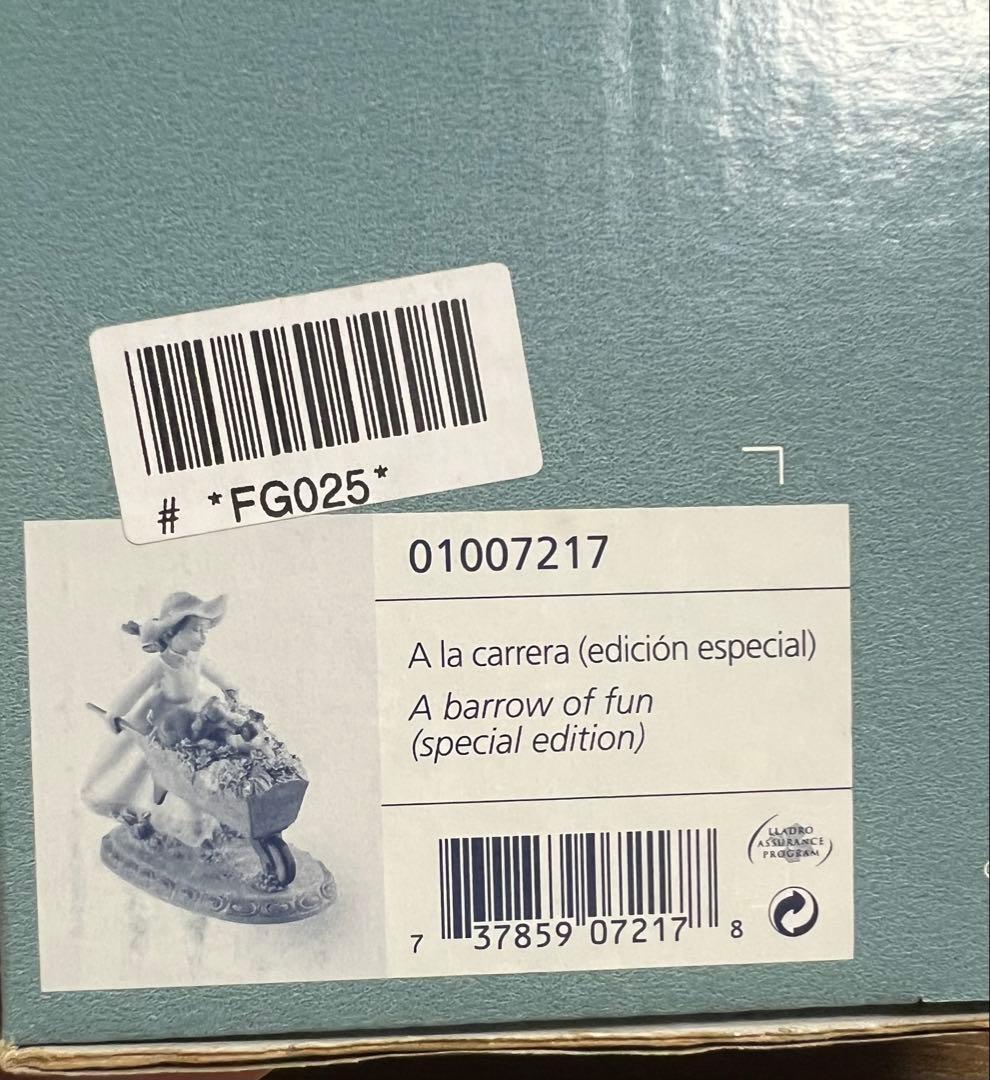 # *FG025*
01007217
A la carrera (edición especial)
A barrow of fun
(special edition)
LLADRO
ASSURANCE
PROGRAM
7 37859 07217 8